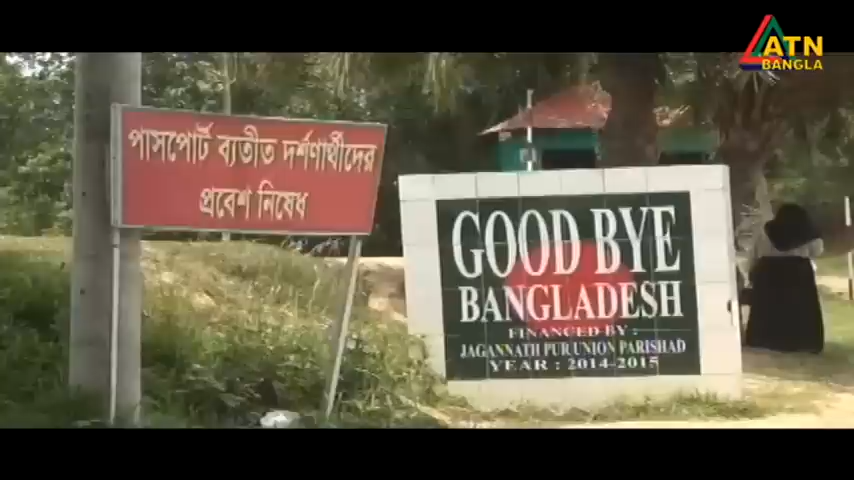 ATN
BANGLA
পাসপোর্ট ব্যতীত দর্শণার্থীদের
প্রবেশ নিষেধ
GOOD BYE
BANGLADESH
FINANCED BY :
JAGANNATH PUR UNION PARISHAD
YEAR : 2014-2015